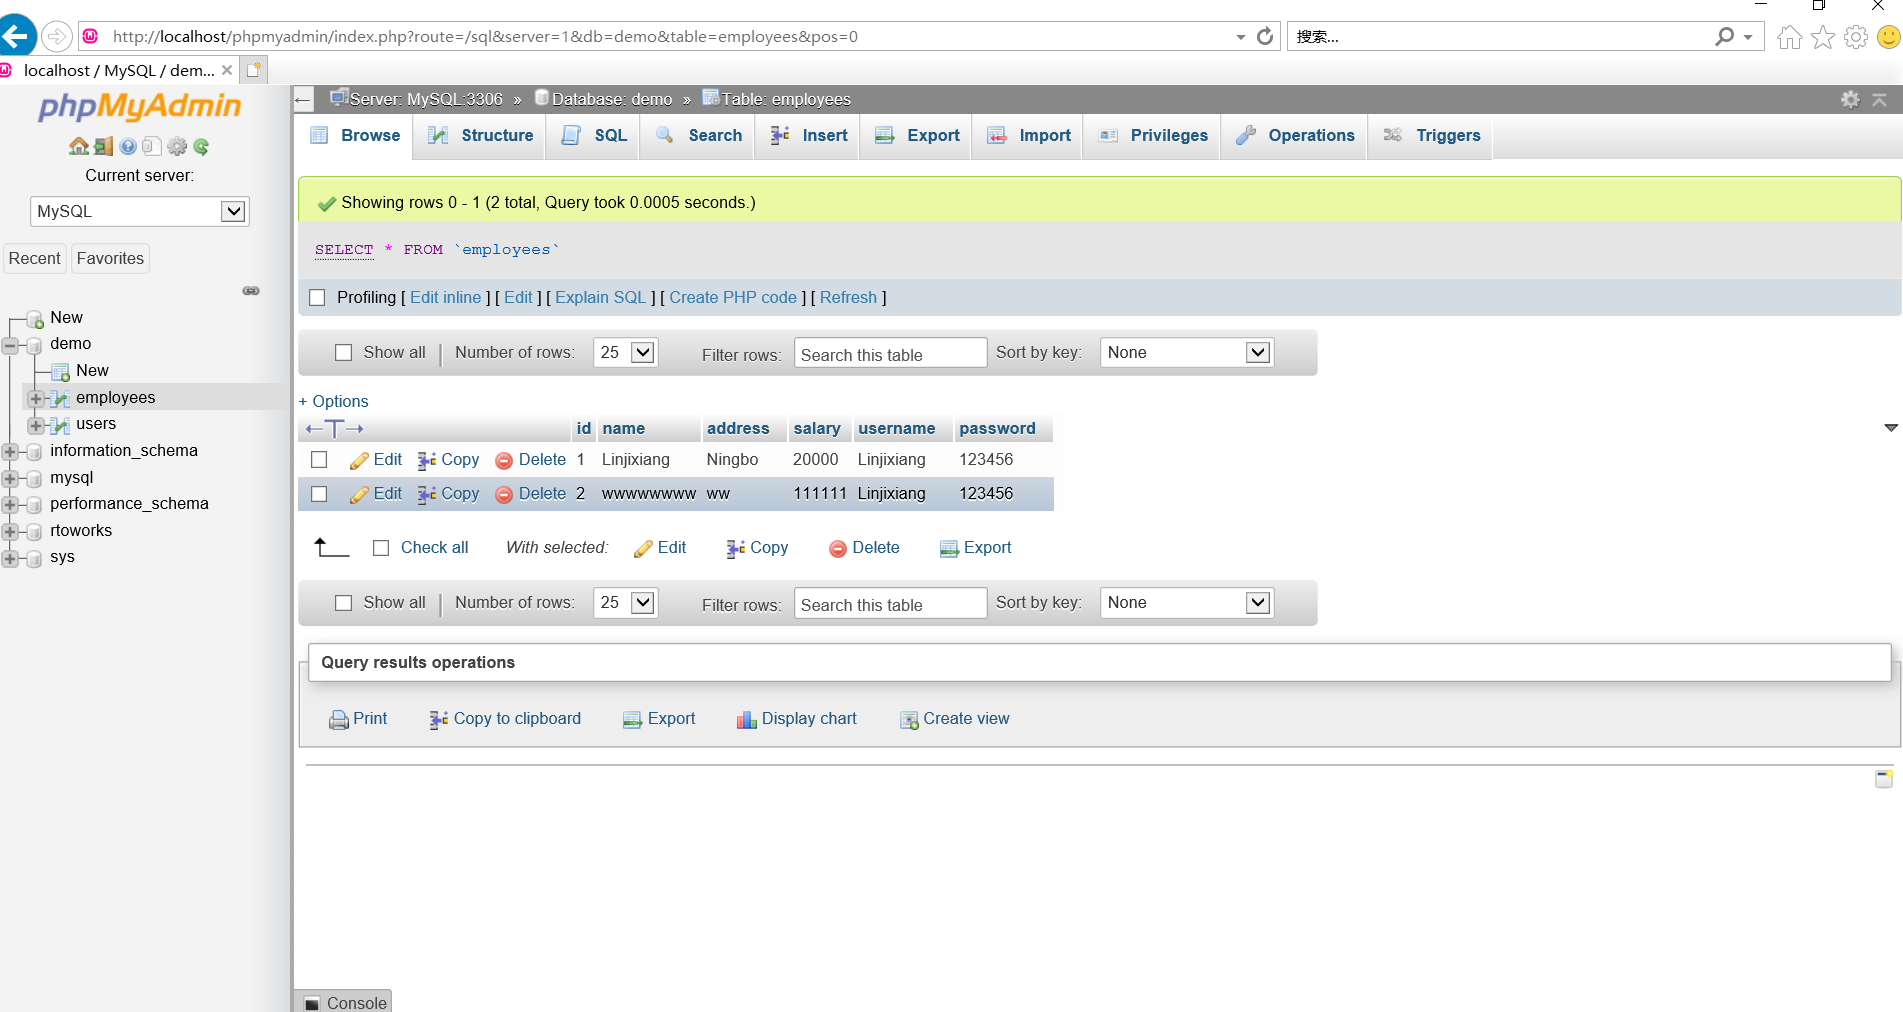 http://localhost/phpmyadmin/index.php?route=/sql&server=1&db=demo&table=employees&pos=0
搜索...
localhost / MySQL / dem...
phpMyAdmin
Current server:
MySQL
Recent Favorites
New
demo
New
employees
users
information_schema
mysql
performance_schema
rtoworks
sys
Server: MySQL:3306 » Database: demo » Table: employees
Browse Structure SQL Search Insert Export Import Privileges Operations Triggers
Showing rows 0 - 1 (2 total, Query took 0.0005 seconds.)
SELECT * FROM `employees`
Profiling [ Edit inline ] [ Edit ] [ Explain SQL ] [ Create PHP code ] [ Refresh ]
Show all | Number of rows: 25 Filter rows: Search this table Sort by key: None
+ Options
←T→ id name address salary username password
Edit Copy Delete 1 Linjixiang Ningbo 20000 Linjixiang 123456
Edit Copy Delete 2 wwwwwwww ww 111111 Linjixiang 123456
Check all With selected: Edit Copy Delete Export
Show all | Number of rows: 25 Filter rows: Search this table Sort by key: None
Query results operations
Print Copy to clipboard Export Display chart Create view
Console